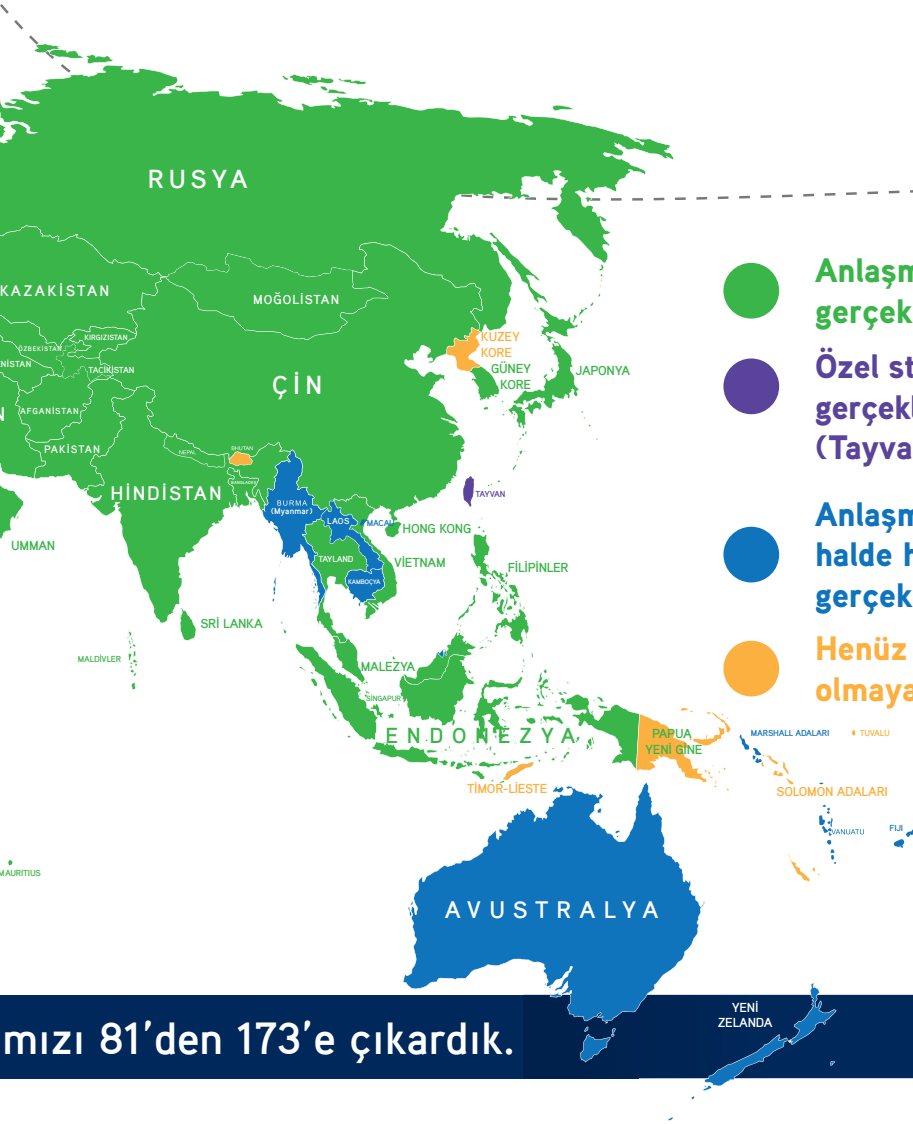 RUSYA
KAZAKİSTAN
MOĞOLİSTAN
KIRGIZISTAN
ÖZBEKİSTAN
NİSTAN
TACİKİSTAN
KUZEY
KORE
GÜNEY
KORE
JAPONYA
ÇİN
N
AFGANİSTAN
PAKİSTAN
NEPAL
BHUTAN
BANGLADEŞ
HİNDİSTAN
BURMA
(Myanmar)
LAOS
MACAU
HONG KONG
TAYVAN
UMMAN
TAYLAND
VİETNAM
KAMBOÇYA
FİLİPİNLER
SRİ LANKA
MALDİVLER
MALEZYA
SİNGAPUR
ENDONEZYA
PAPUA
YENİ GİNE
MARSHALL ADALARI
TUVALU
TİMOR-LİESTE
SOLOMON ADALARI
VANUATU
FIJI
MAURITIUS
AVUSTRALYA
YENİ
ZELANDA
Anlaşm
gerçek
Özel st
gerçekl
(Tayva
Anlaşm
halde h
gerçek
Henüz
olmaya
mızı 81’den 173’e çıkardık.